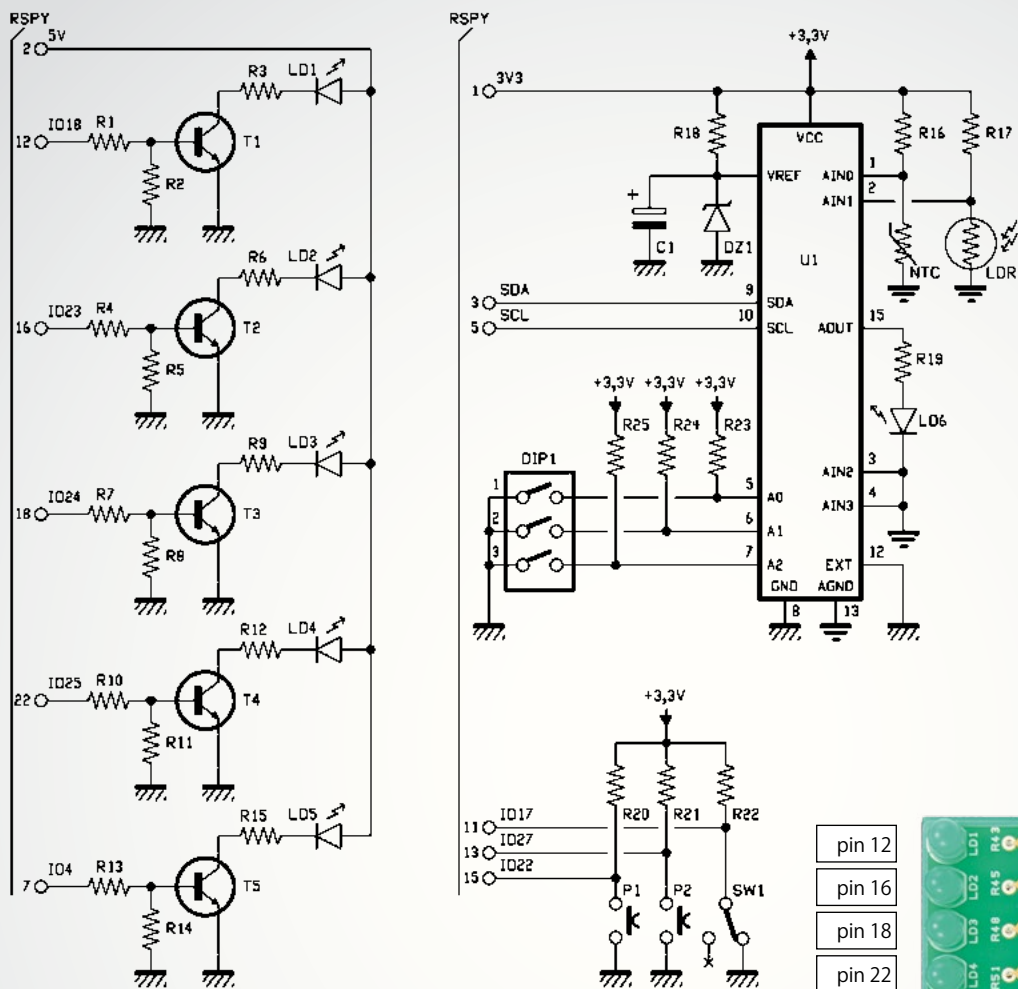 RSPY
5V
2
R3 LD1
IO18 R1
12
T1
R2
R6 LD2
IO23 R4
16
T2
R5
R9 LD3
IO24 R7
18
T3
R8
R12 LD4
IO25 R10
22
T4
R11
R15 LD5
IO4 R13
7
T5
R14
RSPY
+3,3V
3V3
1
R18
VCC
R16
R17
VREF
AIN0
1
AIN1
2
+
C1
DZ1
U1
NTC
LDR
SDA
3
9
SDA
SCL
5
10
SCL
AOUT
15
R19
LD6
+3,3V +3,3V +3,3V
R25 R24 R23
DIP1
1
5
A0
2
6
A1
3
7
A2
AIN2
3
AIN3
4
EXT
12
GND AGND
8 13
+3,3V
R20 R21 R22
IO17
11
IO27
13
IO22
15
P1 P2 SW1
x
pin 12
pin 16
pin 18
pin 22
LD1 R43
LD2 R45
LD3 R48
LD4 R51